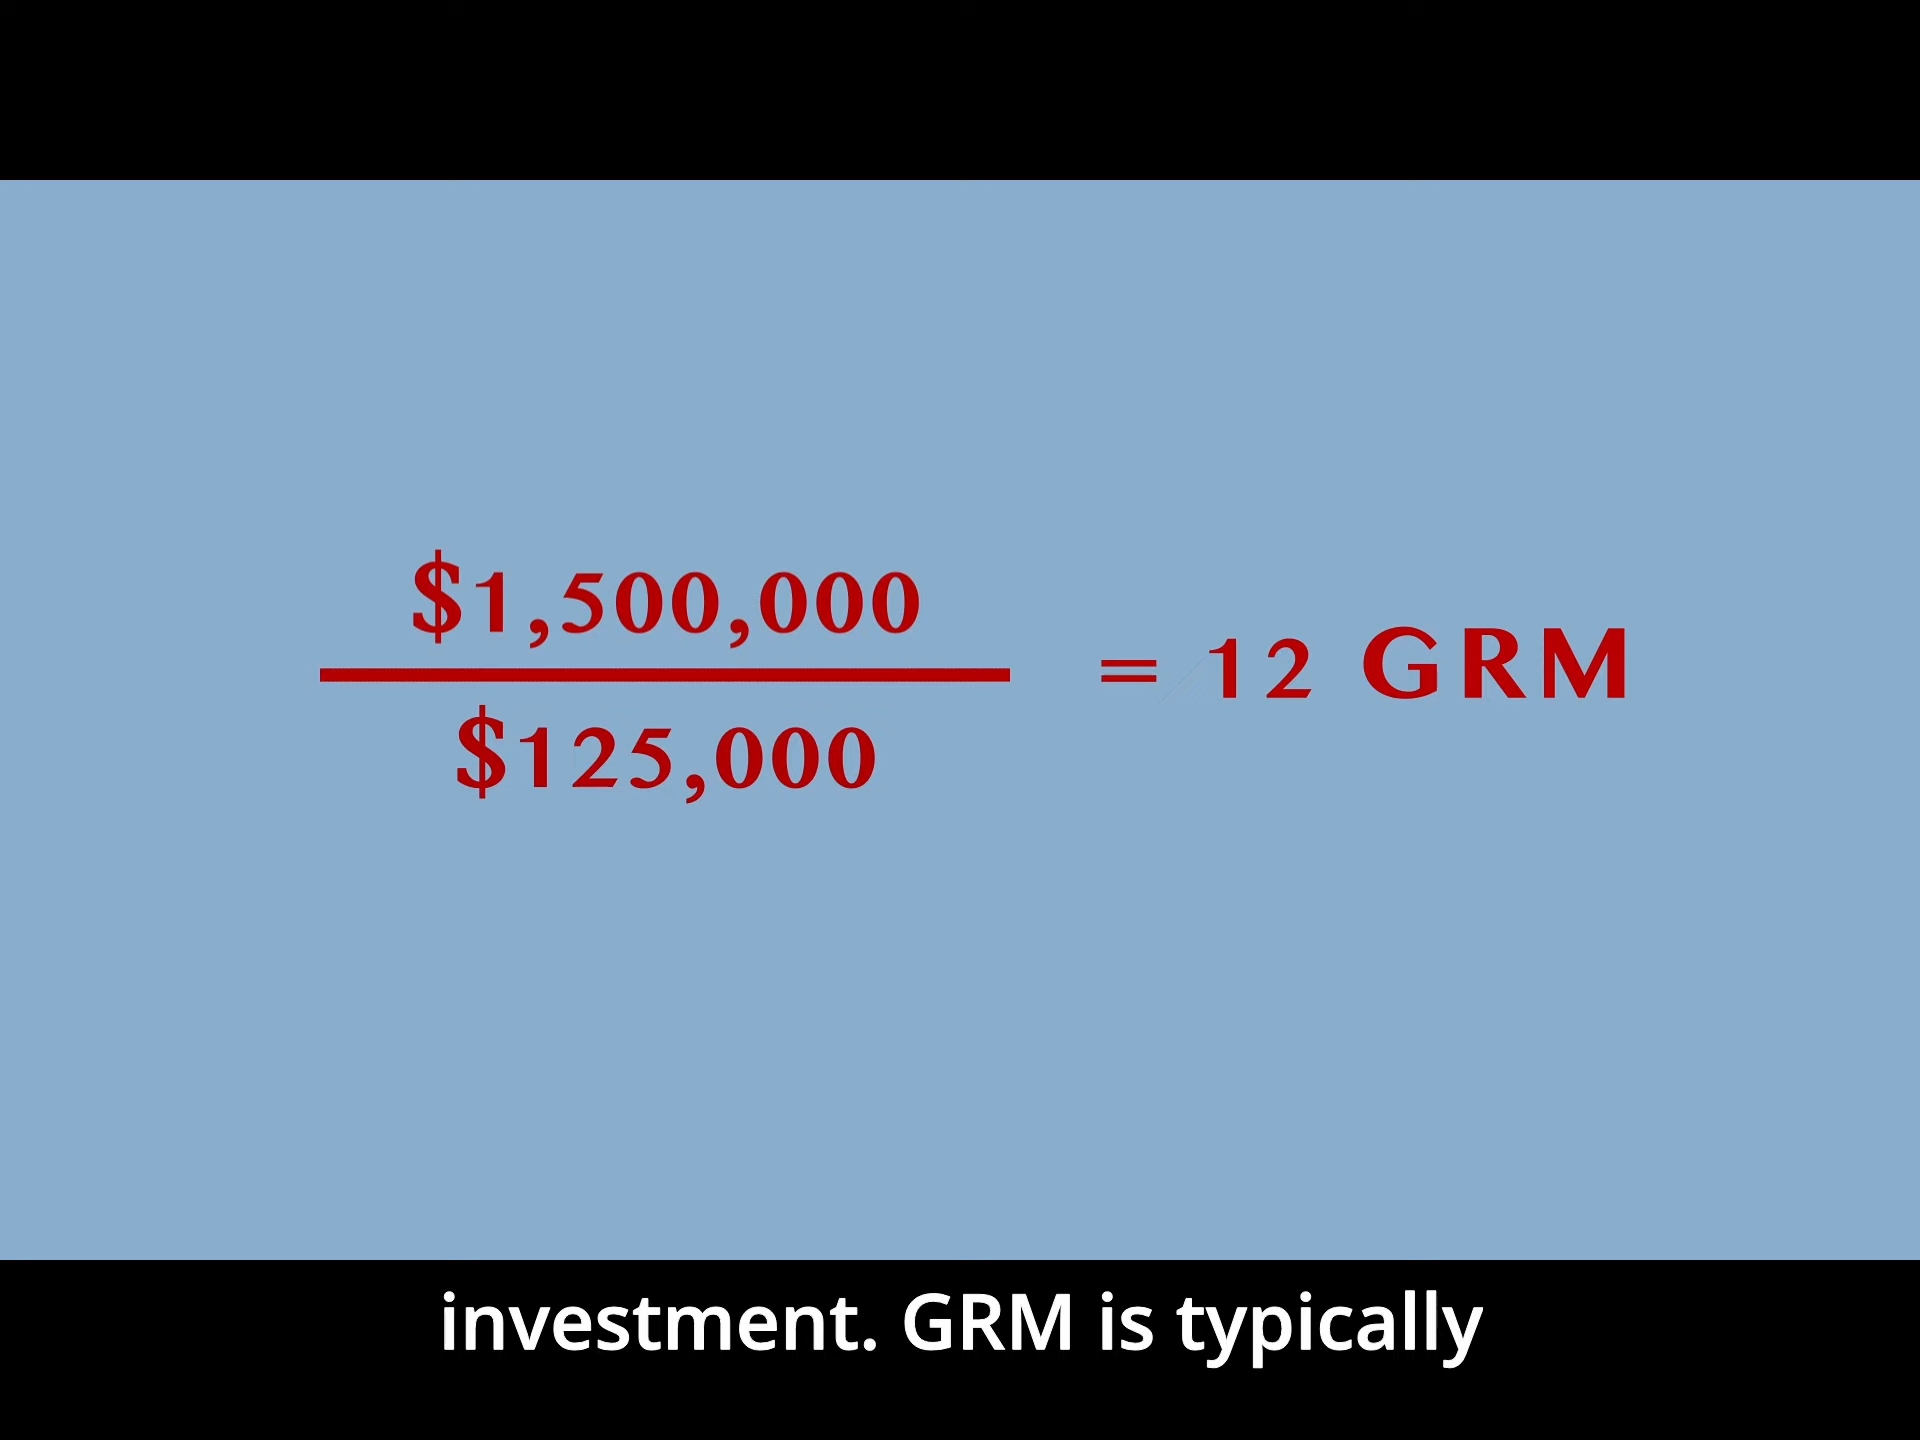 $1,500,000
$125,000
= 12 GRM
investment. GRM is typically